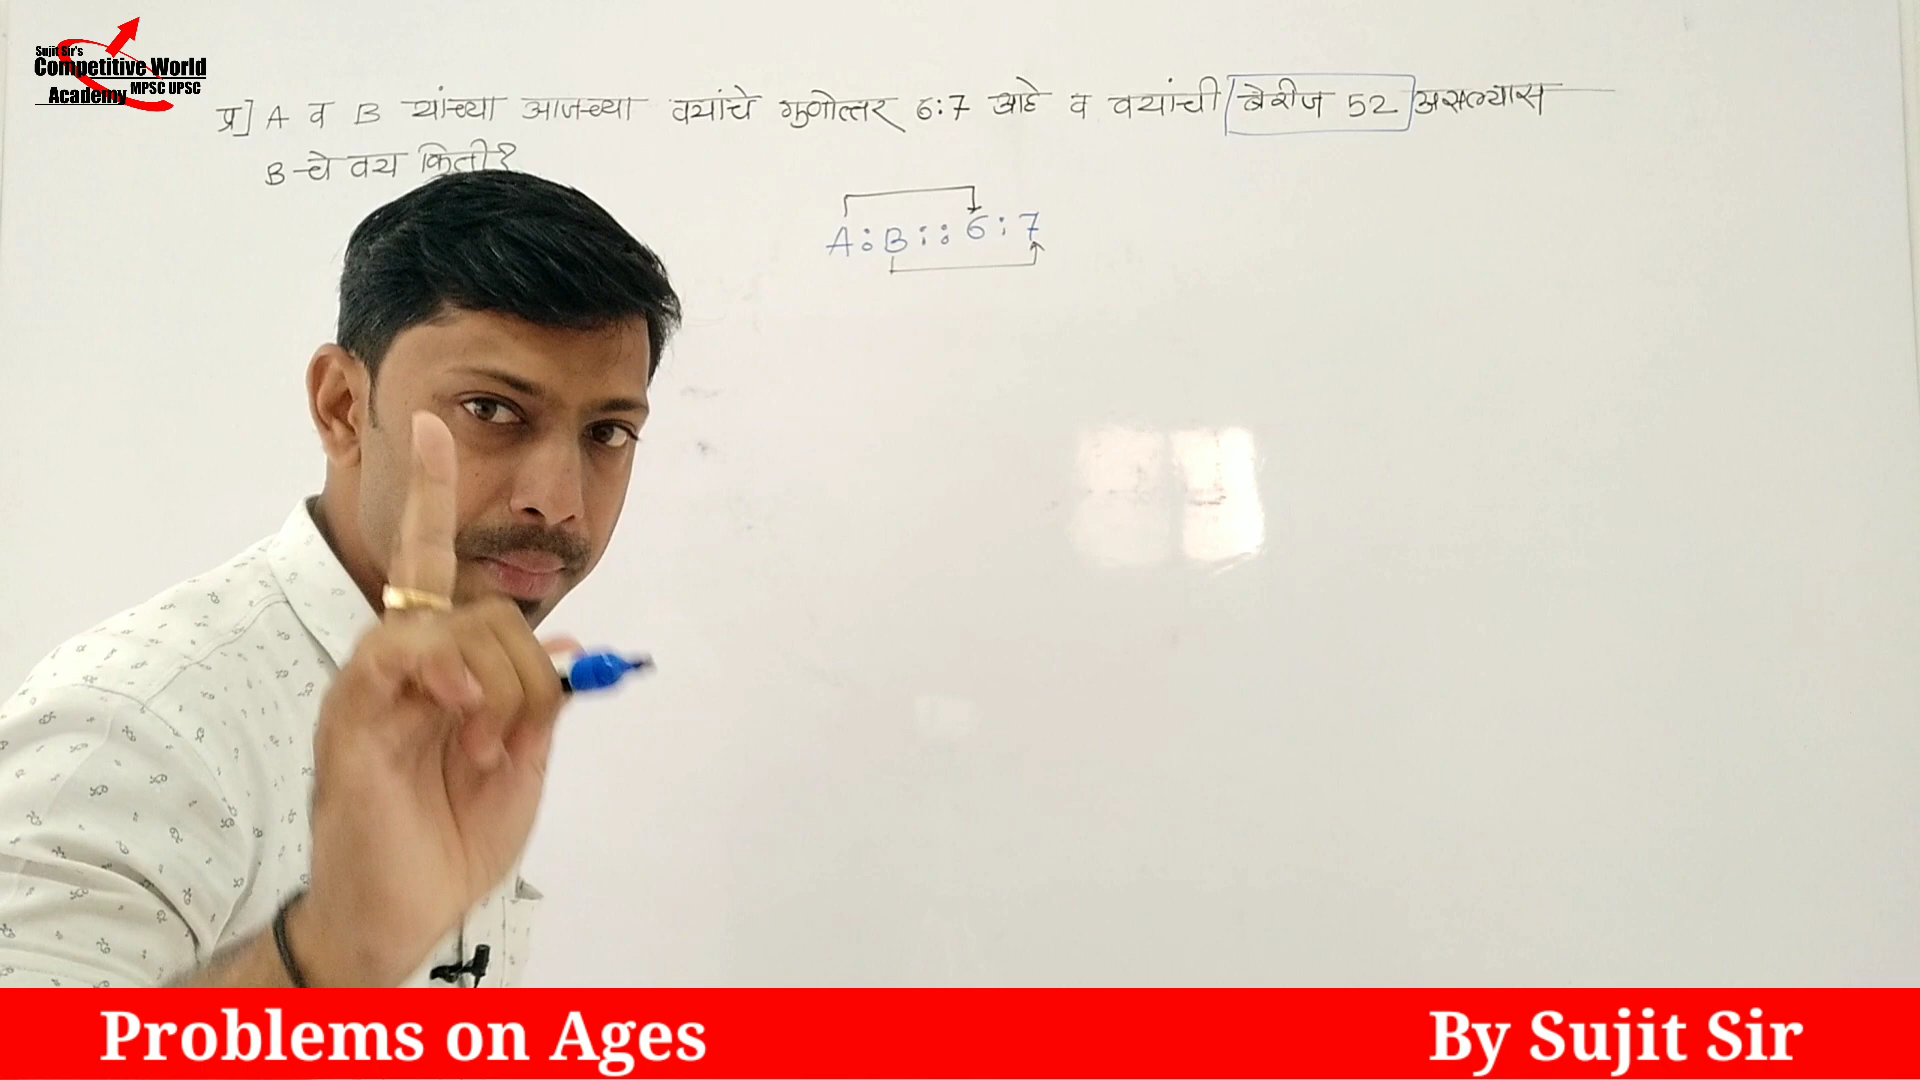 Sujit Sir's
Competitive World
Academy MPSC UPSC
प्र] A व B यांच्या आजच्या वयांचे गुणोत्तर 6:7 आहे व वयांची बेरीज 52 असल्यास
B चे वय किती?
A:B::6:7
Problems on Ages
By Sujit Sir